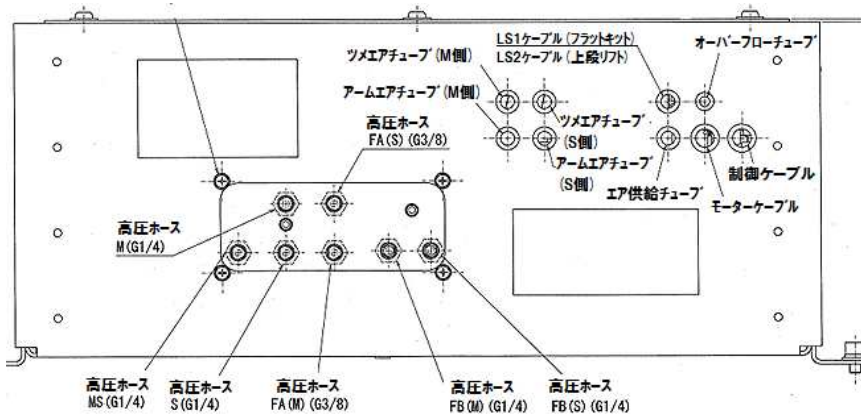 LS1ケーブル(フラットキット)
LS2ケーブル(上段リフト)
オーバーフローチューブ
ツメエアチューブ(M側)
アームエアチューブ(M側)
ツメエアチューブ
(S側)
アームエアチューブ
(S側)
エア供給チューブ
制御ケーブル
モーターケーブル
高圧ホース
FA(S)(G3/8)
高圧ホース
M(G1/4)
高圧ホース
MS(G1/4)
高圧ホース
S(G1/4)
高圧ホース
FA(M)(G3/8)
高圧ホース
FB(M)(G1/4)
高圧ホース
FB(S)(G1/4)